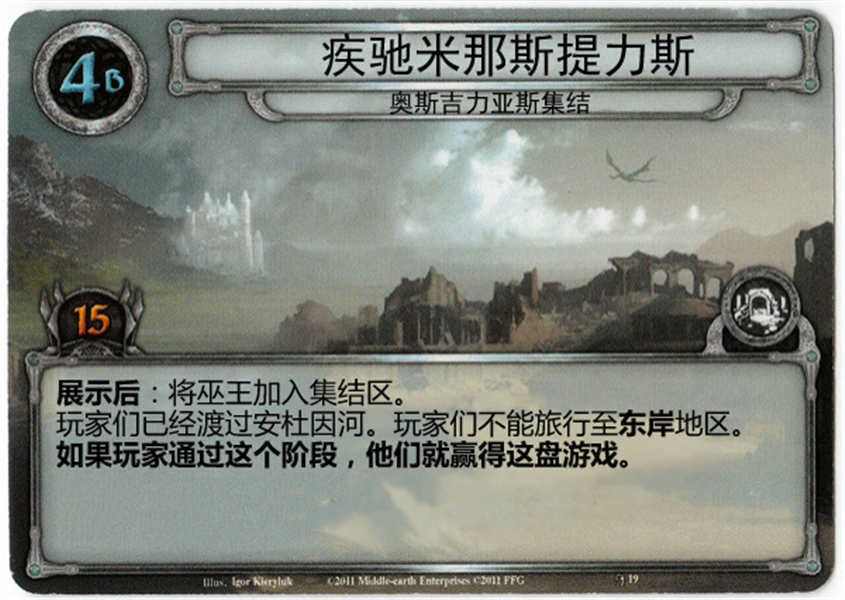 4B
疾驰米那斯提力斯
奥斯吉力亚斯集结
15
展示后：将巫王加入集结区。
玩家们已经渡过安杜因河。玩家们不能旅行至东岸地区。
如果玩家通过这个阶段，他们就赢得这盘游戏。
Illus. Igor Kieryluk ©2011 Middle-earth Enterprises ©2011 FFG 19